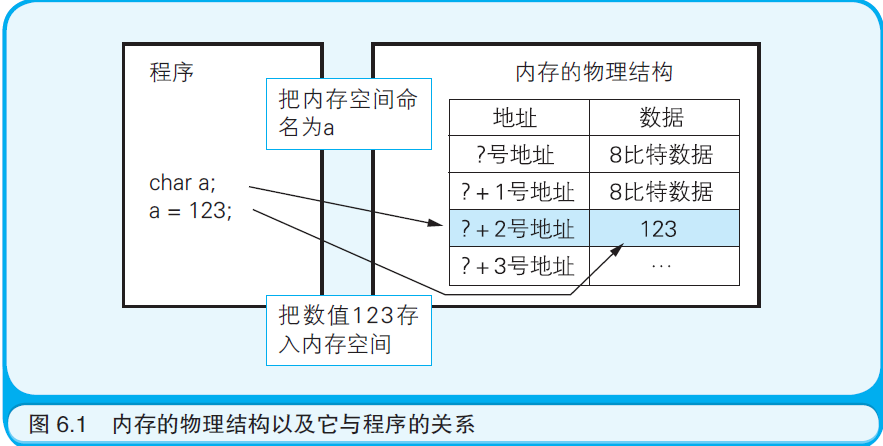 程序
内存的物理结构
把内存空间命
名为a
地址 数据
?号地址 8比特数据
char a;
?+1号地址 8比特数据
a = 123;
?+2号地址 123
?+3号地址 …
把数值123存
入内存空间
图 6.1 内存的物理结构以及它与程序的关系